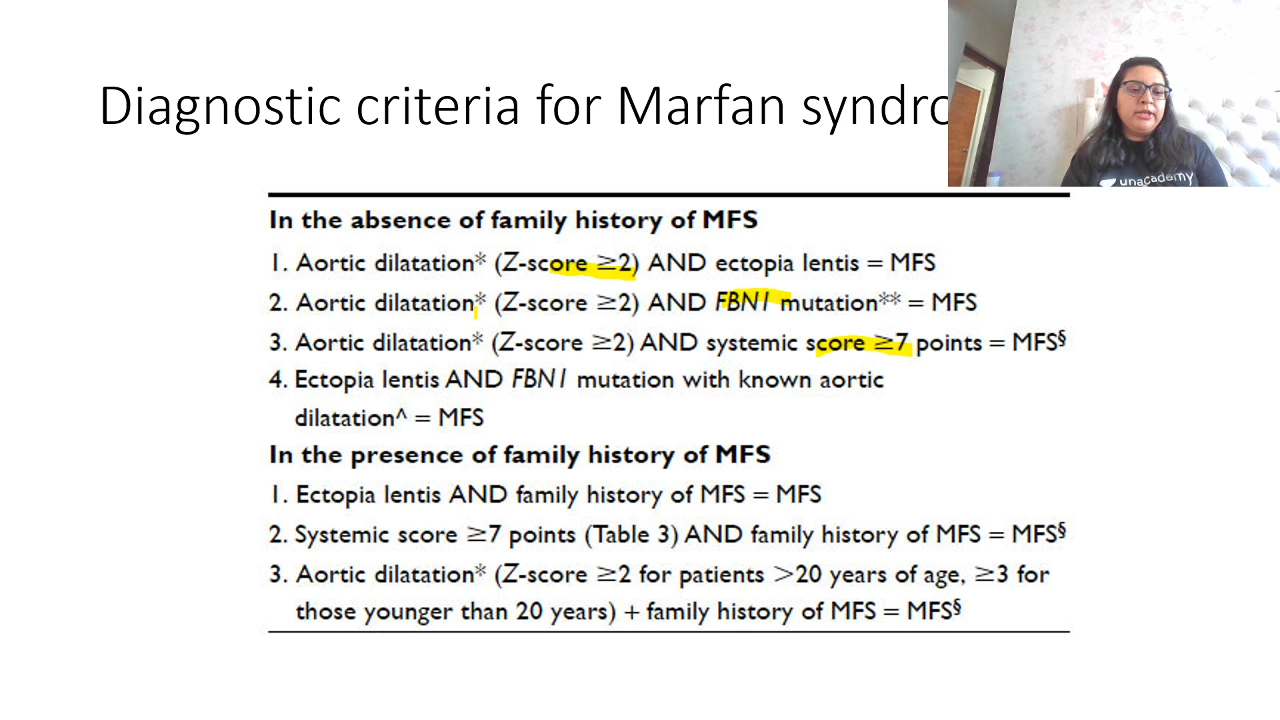 Diagnostic criteria for Marfan syndro
unacademy
In the absence of family history of MFS
1. Aortic dilatation* (Z-score ≥2) AND ectopia lentis = MFS
2. Aortic dilatation* (Z-score ≥2) AND FBN1 mutation** = MFS
3. Aortic dilatation* (Z-score ≥2) AND systemic score ≥7 points = MFS§
4. Ectopia lentis AND FBN1 mutation with known aortic
dilatation^ = MFS
In the presence of family history of MFS
1. Ectopia lentis AND family history of MFS = MFS
2. Systemic score ≥7 points (Table 3) AND family history of MFS = MFS§
3. Aortic dilatation* (Z-score ≥2 for patients >20 years of age, ≥3 for
those younger than 20 years) + family history of MFS = MFS§